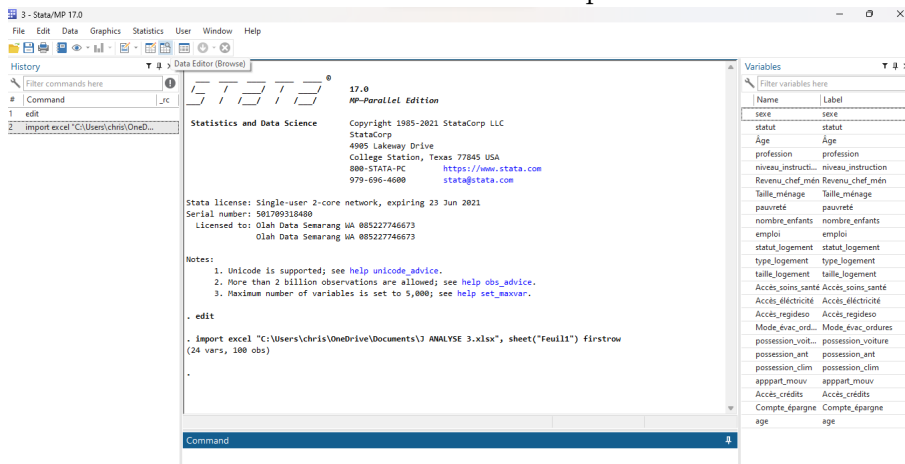 3 - Stata/MP 17.0
File Edit Data Graphics Statistics User Window Help
Data Editor (Browse)
History
Filter commands here
# Command _rc
1 edit
2 import excel "C:\Users\chris\OneD...
®
17.0
MP—Parallel Edition
Statistics and Data Science Copyright 1985-2021 StataCorp LLC
StataCorp
4905 Lakeway Drive
College Station, Texas 77845 USA
800-STATA-PC https://www.stata.com
979-696-4600 stata@stata.com
Stata license: Single-user 2-core network, expiring 23 Jun 2021
Serial number: 501709318480
Licensed to: Olah Data Semarang WA 085227746673
Olah Data Semarang WA 085227746673
Notes:
1. Unicode is supported; see help unicode_advice.
2. More than 2 billion observations are allowed; see help obs_advice.
3. Maximum number of variables is set to 5,000; see help set_maxvar.
. edit
. import excel "C:\Users\chris\OneDrive\Documents\J ANALYSE 3.xlsx", sheet("Feuil1") firstrow
(24 vars, 100 obs)
.
Command
Variables
Filter variables here
Name Label
sexe sexe
statut statut
Âge Âge
profession profession
niveau_instructi... niveau_instruction
Revenu_chef_mén Revenu_chef_mén
Taille_ménage Taille_ménage
pauvreté pauvreté
nombre_enfants nombre_enfants
emploi emploi
statut_logement statut_logement
type_logement type_logement
taille_logement taille_logement
Accès_soins_santé Accès_soins_santé
Accès_éléctricité Accès_éléctricité
Accès_regideso Accès_regideso
Mode_évac_ord... Mode_évac_ordures
possession_voit... possession_voiture
possession_ant possession_ant
possession_clim possession_clim
apppart_mouv apppart_mouv
Accès_crédits Accès_crédits
Compte_épargne Compte_épargne
age age